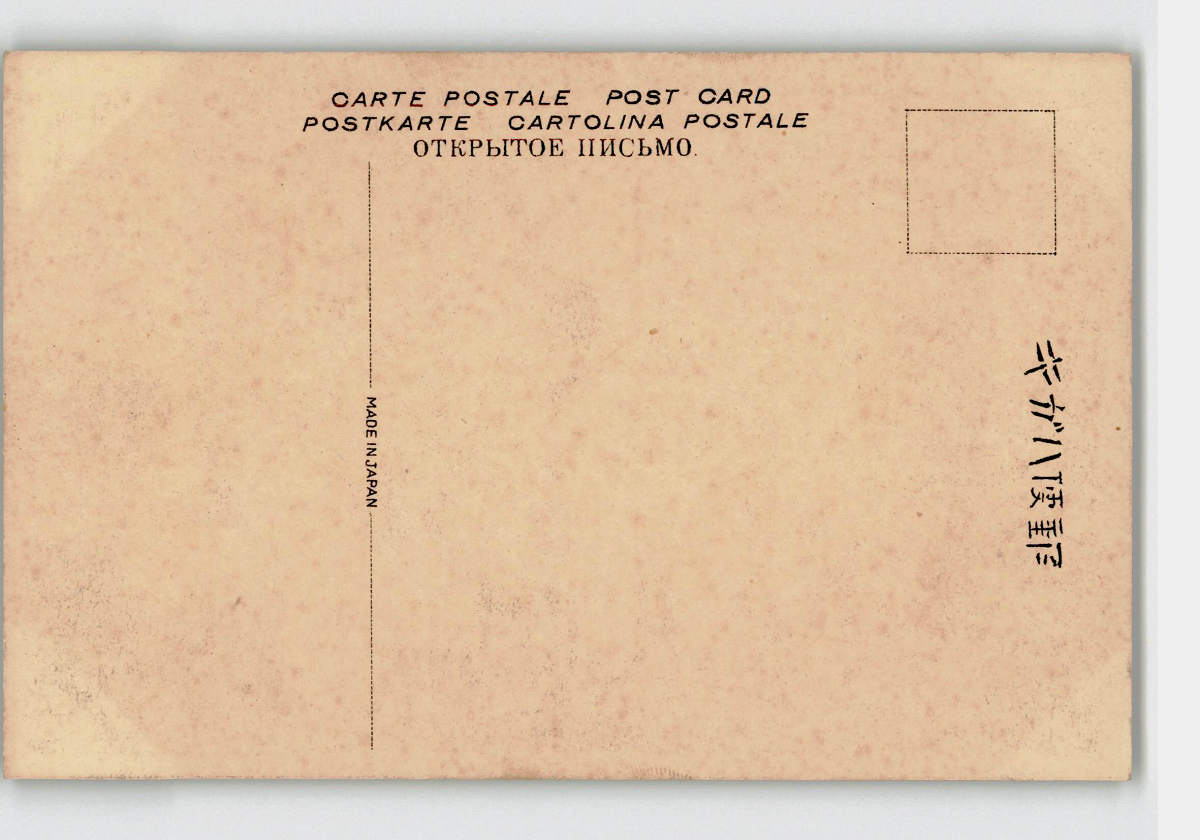 CARTE POSTALE POST CARD
POSTKARTE CARTOLINA POSTALE
ОТКРЫТОЕ ПИСЬМО.
MADE IN JAPAN
郵便ハガキ